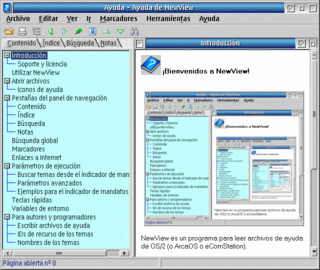 Ayuda - Ayuda de NewView
Archivo Editar Ver Ir Marcadores Herramientas Ayuda
Contenido Índice Búsqueda Notas
Introducción
Soporte y licencia
Utilizar NewView
Abrir archivos
Iconos de ayuda
Pestañas del panel de navegación
Contenido
Índice
Búsqueda
Notas
Búsqueda global
Marcadores
Enlaces a Internet
Parámetros de ejecución
Buscar temas desde el indicador de man
Parámetros avanzados
Ejemplos para el indicador de mandatos
Teclas rápidas
Variables de entorno
Para autores y programadores
Escribir archivos de ayuda
IDs de recurso de los temas
Nombres de los temas
Introducción
¡Bienvenidos a NewView!
NewView es un programa para leer archivos de ayuda
de OS/2 (o ArcaOS o eComStation).
Página abierta nº 0